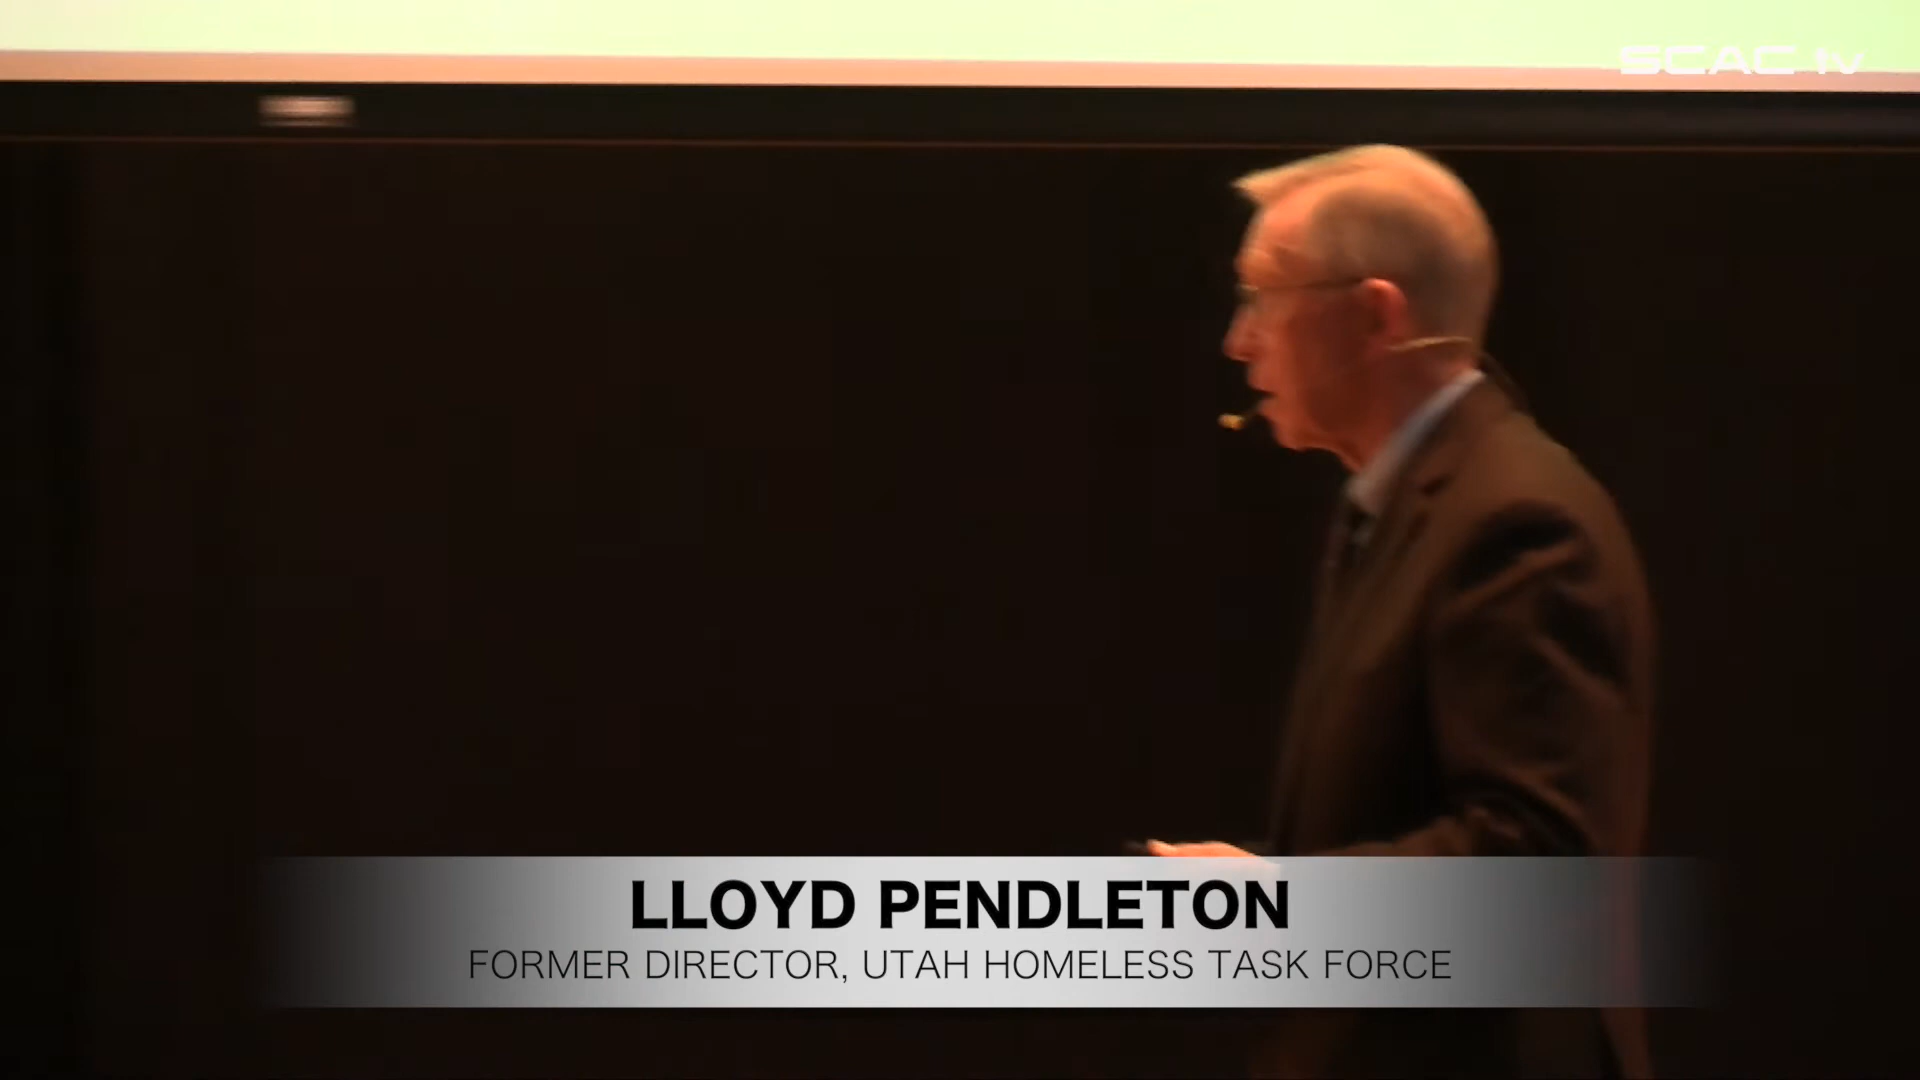 SCAC tv
LLOYD PENDLETON
FORMER DIRECTOR, UTAH HOMELESS TASK FORCE